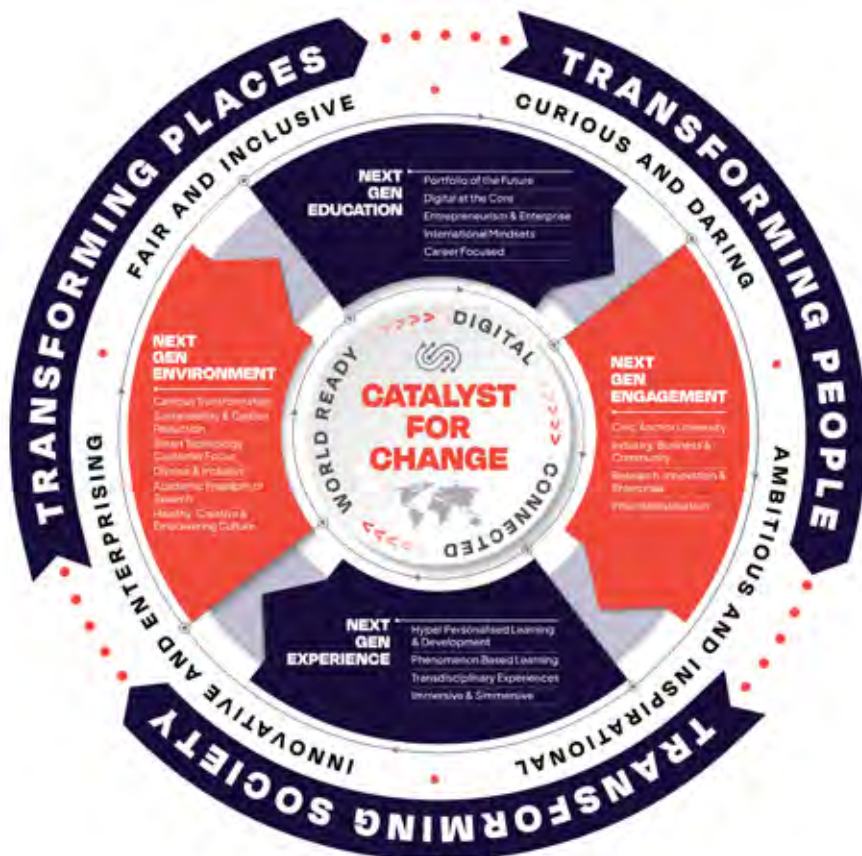 TRANSFORMING PLACES
TRANSFORMING PEOPLE
TRANSFORMING SOCIETY
FAIR AND INCLUSIVE
CURIOUS AND DARING
AMBITIOUS AND INSPIRATIONAL
INNOVATIVE AND ENTERPRISING
NEXT
GEN
EDUCATION
Portfolio of the Future
Digital at the Core
Entrepreneurism & Enterprise
International Mindsets
Career Focused
NEXT
GEN
ENVIRONMENT
Campus Transformation
Sustainability & Carbon
Reduction
Smart Technology
Customer Focus
Diverse & Inclusive
Academic Freedom of
Speech
Healthy, Creative &
Empowering Culture
NEXT
GEN
ENGAGEMENT
Civic Anchor University
Industry, Business &
Community
Research, Innovation &
Enterprise
Internationalisation
NEXT
GEN
EXPERIENCE
Hyper Personalised Learning
& Development
Phenomenon Based Learning
Transdisciplinary Experiences
Immersive & Simmersive
WORLD READY
DIGITAL
CONNECTED
CATALYST
FOR
CHANGE